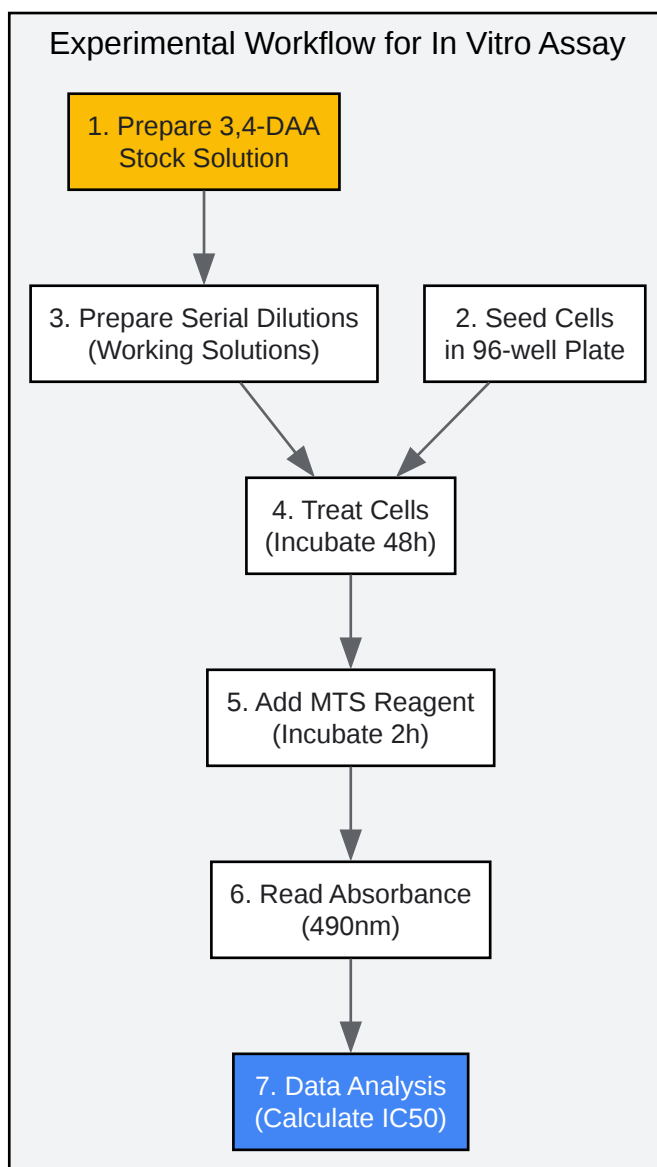 Experimental Workflow for In Vitro Assay
1. Prepare 3,4-DAA
Stock Solution
3. Prepare Serial Dilutions
(Working Solutions)
2. Seed Cells
in 96-well Plate
4. Treat Cells
(Incubate 48h)
5. Add MTS Reagent
(Incubate 2h)
6. Read Absorbance
(490nm)
7. Data Analysis
(Calculate IC50)